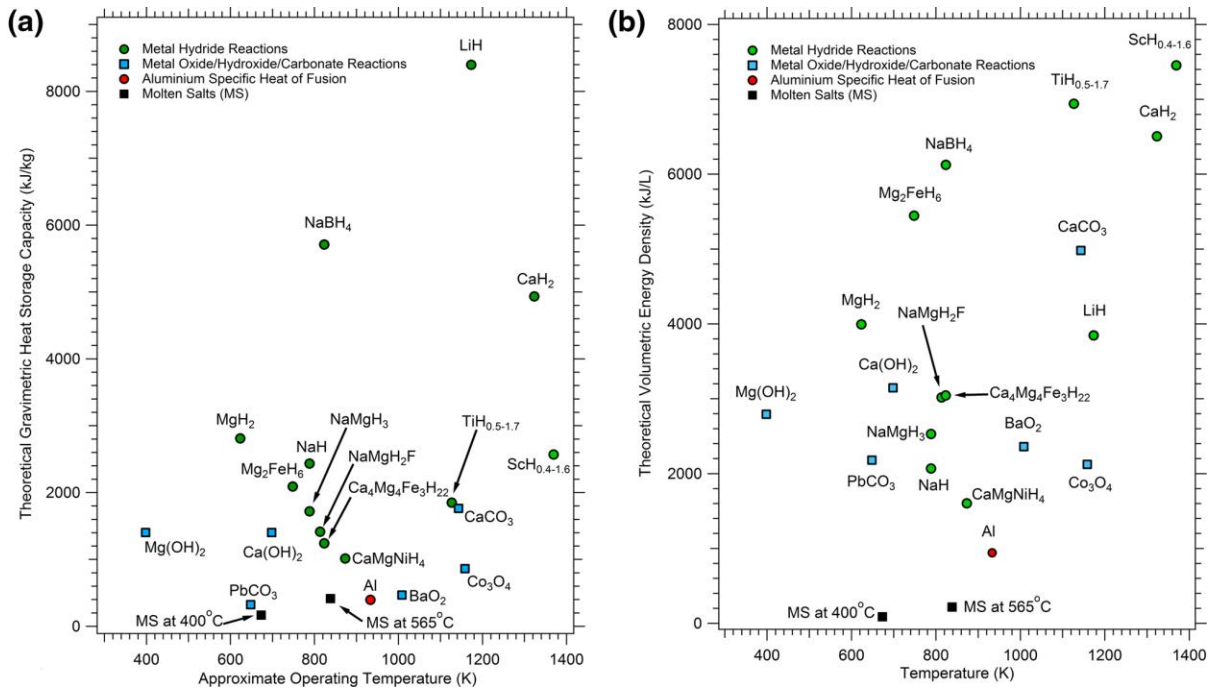 (a)
Metal Hydride Reactions
Metal Oxide/Hydroxide/Carbonate Reactions
Aluminium Specific Heat of Fusion
Molten Salts (MS)
Theoretical Gravimetric Heat Storage Capacity (kJ/kg)
8000
6000
4000
2000
0
LiH
NaBH₄
CaH₂
MgH₂
NaH
Mg₂FeH₆
NaMgH₃
NaMgH₂F
Ca₄Mg₄Fe₃H₂₂
TiH₀.₅₋₁.₇
ScH₀.₄₋₁.₆
CaCO₃
Mg(OH)₂
Ca(OH)₂
CaMgNiH₄
Co₃O₄
PbCO₃
Al
BaO₂
MS at 400°C
MS at 565°C
400 600 800 1000 1200 1400
Approximate Operating Temperature (K)
(b)
Metal Hydride Reactions
Metal Oxide/Hydroxide/Carbonate Reactions
Aluminium Specific Heat of Fusion
Molten Salts (MS)
Theoretical Volumetric Energy Density (kJ/L)
8000
6000
4000
2000
0
ScH₀.₄₋₁.₆
TiH₀.₅₋₁.₇
CaH₂
NaBH₄
Mg₂FeH₆
CaCO₃
MgH₂
NaMgH₂F
LiH
Ca(OH)₂
Mg(OH)₂
Ca₄Mg₄Fe₃H₂₂
NaMgH₃
BaO₂
PbCO₃
NaH
Co₃O₄
CaMgNiH₄
Al
MS at 400°C
MS at 565°C
400 600 800 1000 1200 1400
Temperature (K)